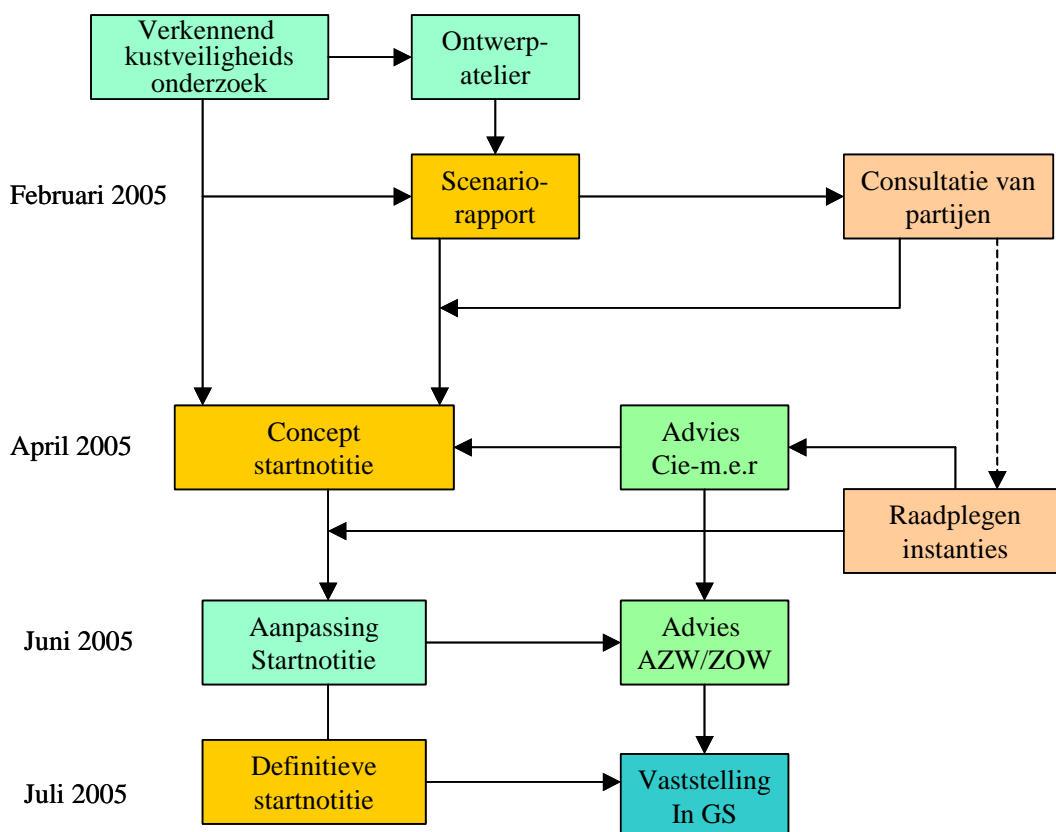 Verkennend
kustveiligheids
onderzoek
Ontwerp-
atelier
Februari 2005
Scenario-
rapport
Consultatie van
partijen
April 2005
Concept
startnotitie
Advies
Cie-m.e.r
Raadplegen
instanties
Juni 2005
Aanpassing
Startnotitie
Advies
AZW/ZOW
Juli 2005
Definitieve
startnotitie
Vaststelling
In GS